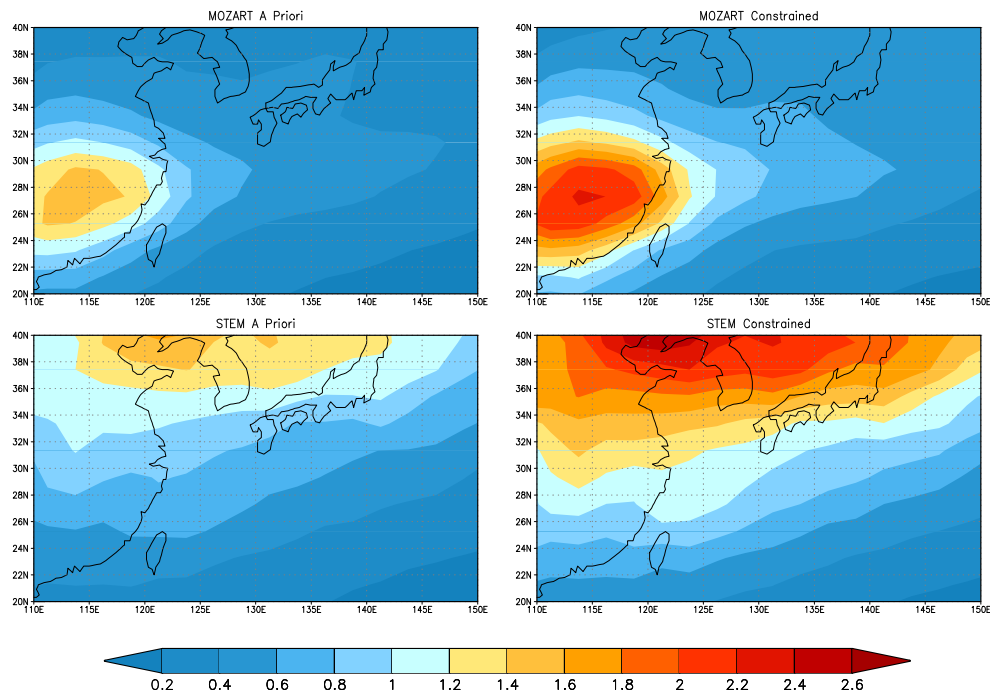 MOZART A Priori MOZART Constrained
40N 40N
38N 38N
36N 36N
34N 34N
32N 32N
30N 30N
28N 28N
26N 26N
24N 24N
22N 22N
20N 20N
110E 115E 120E 125E 130E 135E 140E 145E 150E 110E 115E 120E 125E 130E 135E 140E 145E 150E
STEM A Priori STEM Constrained
40N 40N
38N 38N
36N 36N
34N 34N
32N 32N
30N 30N
28N 28N
26N 26N
24N 24N
22N 22N
20N 20N
110E 115E 120E 125E 130E 135E 140E 145E 150E 110E 115E 120E 125E 130E 135E 140E 145E 150E
0.2 0.4 0.6 0.8 1 1.2 1.4 1.6 1.8 2 2.2 2.4 2.6